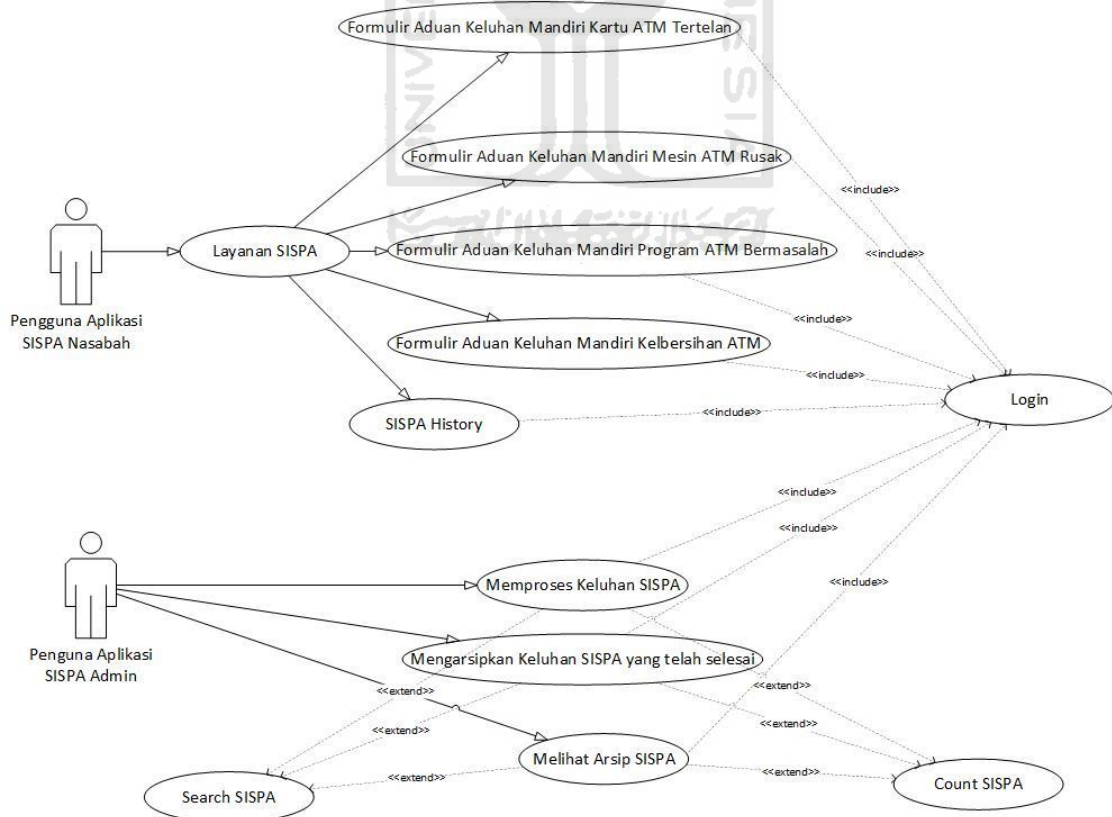 Formulir Aduan Keluhan Mandiri Kartu ATM Tertelan
Formulir Aduan Keluhan Mandiri Mesin ATM Rusak
<<include>>
Layanan SISPA
Formulir Aduan Keluhan Mandiri Program ATM Bermasalah
<<include>>
Pengguna Aplikasi
SISPA Nasabah
<<include>>
Formulir Aduan Keluhan Mandiri Kelbersihan ATM
<<include>>
Login
SISPA History
<<include>>
<<include>>
<<include>>
Memproses Keluhan SISPA
<<include>>
Penguna Aplikasi
SISPA Admin
Mengarsipkan Keluhan SISPA yang telah selesai
<<extend>>
<<extend>>
<<extend>>
<<extend>>
Melihat Arsip SISPA
<<extend>>
<<extend>>
Search SISPA
Count SISPA